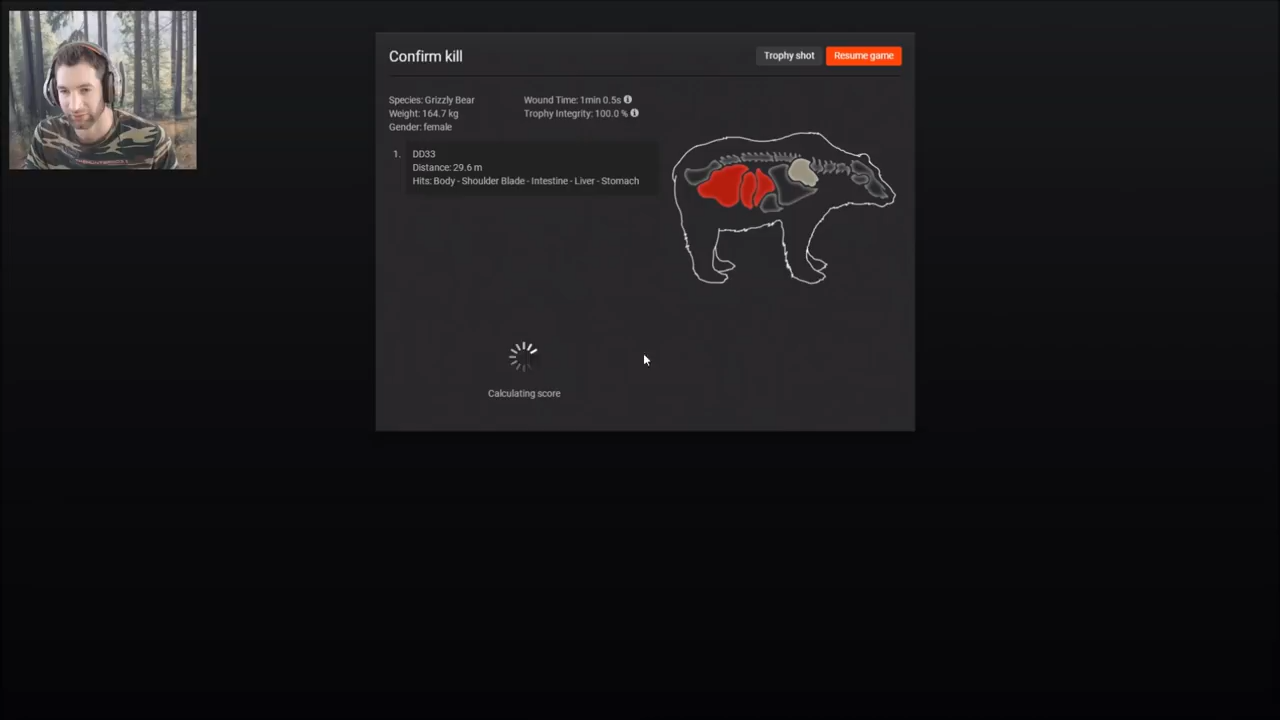 Confirm kill
Trophy shot
Resume game
Species: Grizzly Bear
Weight: 164.7 kg
Gender: female
Wound Time: 1min 0.5s
Trophy Integrity: 100.0 %
1.
DD33
Distance: 29.6 m
Hits: Body - Shoulder Blade - Intestine - Liver - Stomach
Calculating score